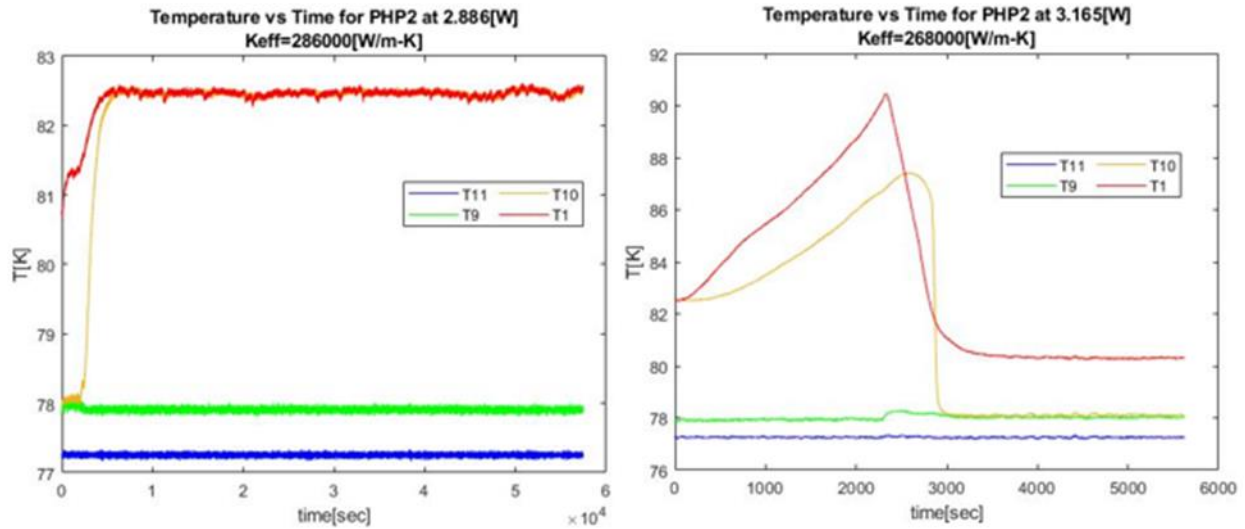 Temperature vs Time for PHP2 at 2.886[W]
Keff=286000[W/m-K]
83
82
81
80
79
78
77
T[K]
T11 T10
T9 T1
0 1 2 3 4 5 6
time[sec]
× 10^4
Temperature vs Time for PHP2 at 3.165[W]
Keff=268000[W/m-K]
92
90
88
86
84
82
80
78
76
T[K]
T11 T10
T9 T1
0 1000 2000 3000 4000 5000 6000
time[sec]